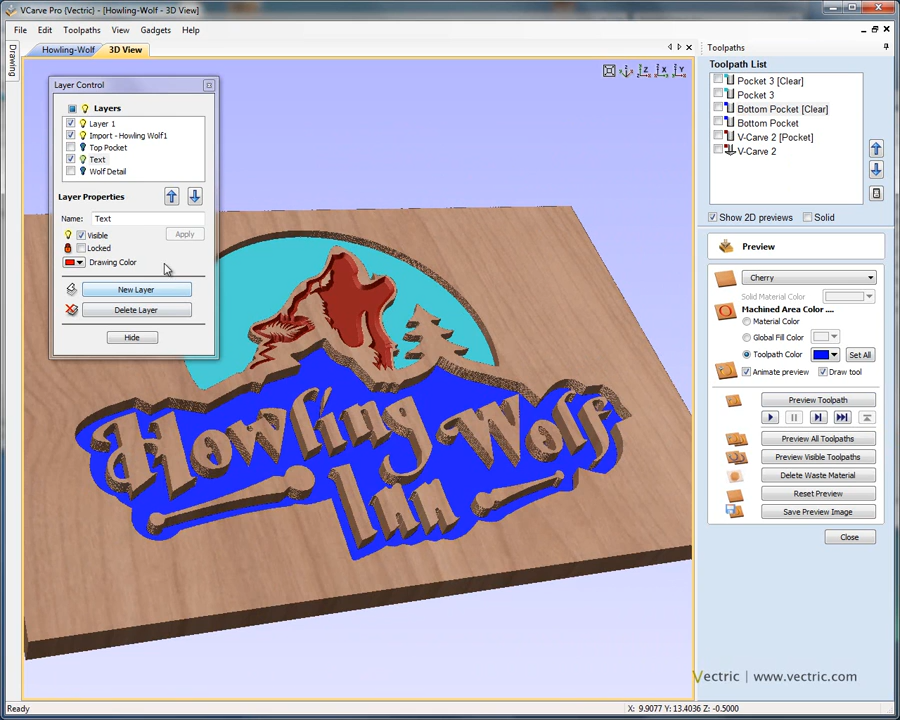 VCarve Pro (Vectric) - [Howling-Wolf - 3D View]
File Edit Toolpaths View Gadgets Help
Drawing
Howling-Wolf 3D View
Layer Control
Layers
Layer 1
Import - Howling Wolf1
Top Pocket
Text
Wolf Detail
Layer Properties
Name: Text
Visible
Apply
Locked
Drawing Color
New Layer
Delete Layer
Hide
Z X Y
Howling Wolf
Inn
Toolpaths
Toolpath List
Pocket 3 [Clear]
Pocket 3
Bottom Pocket [Clear]
Bottom Pocket
V-Carve 2 [Pocket]
V-Carve 2
Show 2D previews Solid
Preview
Cherry
Solid Material Color
Machined Area Color ....
Material Color
Global Fill Color
Toolpath Color Set All
Animate preview Draw tool
Preview Toolpath
Preview All Toolpaths
Preview Visible Toolpaths
Delete Waste Material
Reset Preview
Save Preview Image
Close
Vectric | www.vectric.com
Ready
X: 9.9077 Y: 13.4036 Z: -0.5000